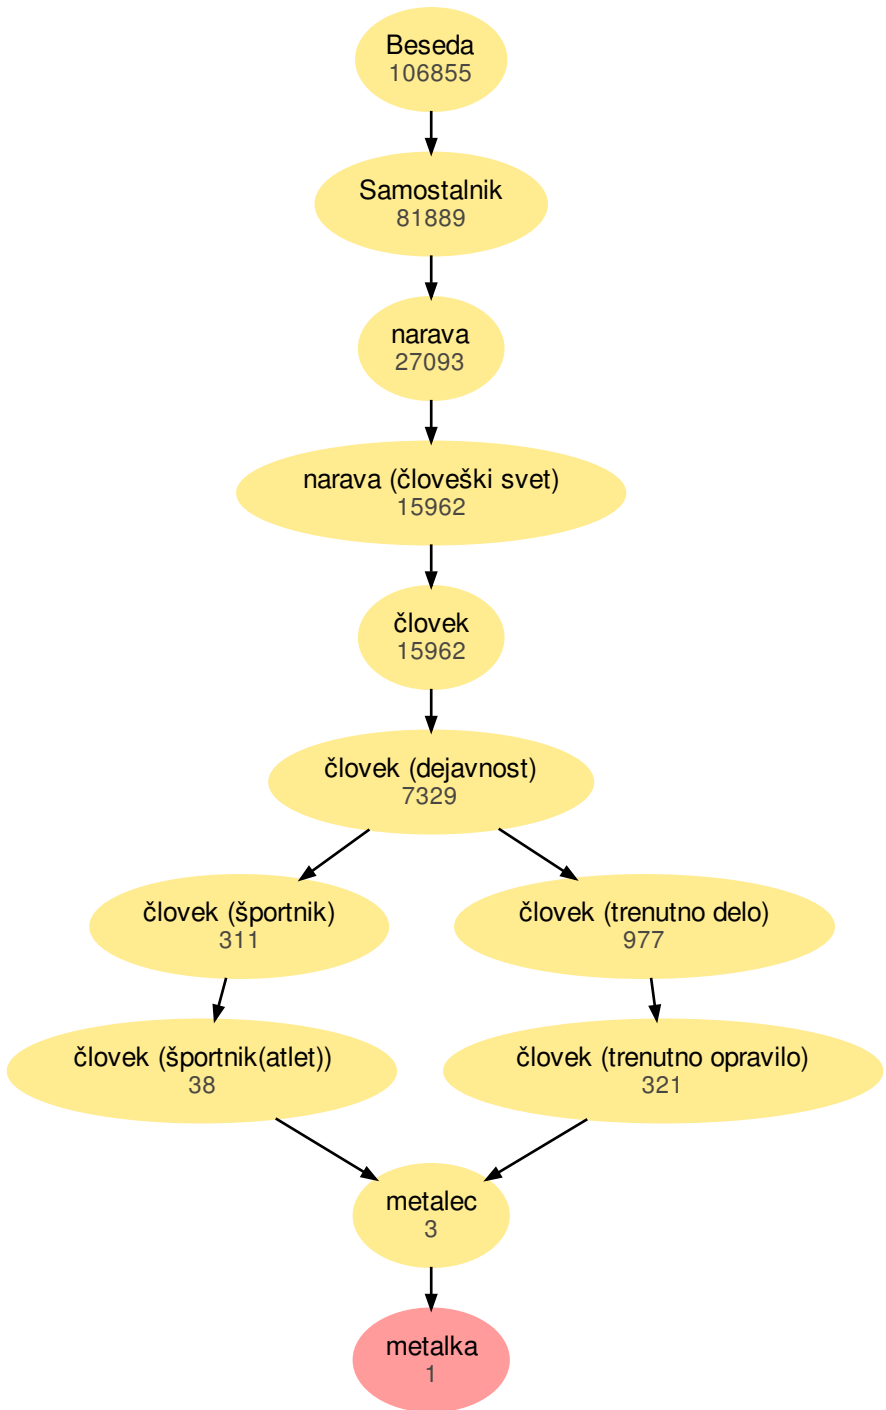 Beseda
106855
Samostalnik
81889
narava
27093
narava (človeški svet)
15962
človek
15962
človek (dejavnost)
7329
človek (športnik)
311
človek (trenutno delo)
977
človek (športnik(atlet))
38
človek (trenutno opravilo)
321
metalec
3
metalka
1